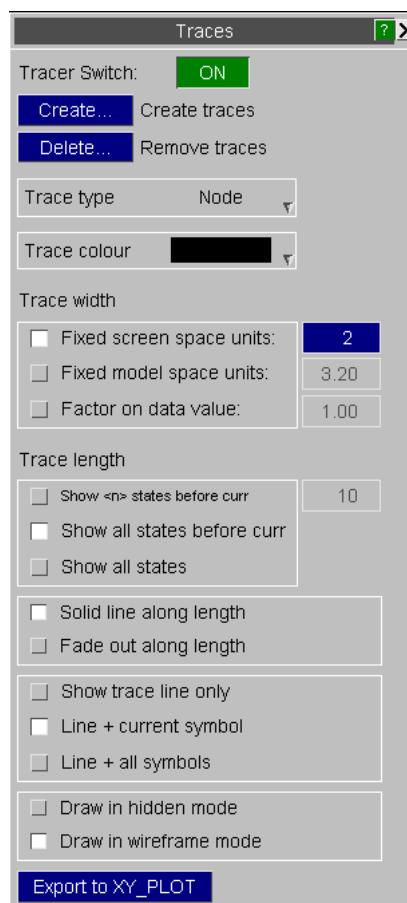 Traces ? X
Tracer Switch: ON
Create... Create traces
Delete... Remove traces
Trace type Node
Trace colour
Trace width
Fixed screen space units: 2
Fixed model space units: 3.20
Factor on data value: 1.00
Trace length
Show <n> states before curr 10
Show all states before curr
Show all states
Solid line along length
Fade out along length
Show trace line only
Line + current symbol
Line + all symbols
Draw in hidden mode
Draw in wireframe mode
Export to XY_PLOT